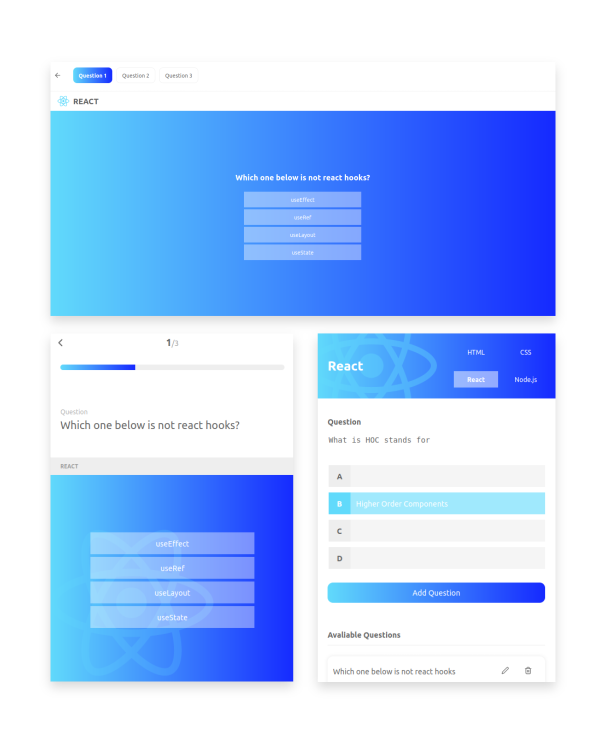 Question 1 Question 2 Question 3
REACT
Which one below is not react hooks?
useEffect
useRef
useLayout
useState
1/3
Question
Which one below is not react hooks?
REACT
useEffect
useRef
useLayout
useState
React
HTML CSS
React Node.js
Question
What is HOC stands for
A
B Higher Order Components
C
D
Add Question
Avaliable Questions
Which one below is not react hooks